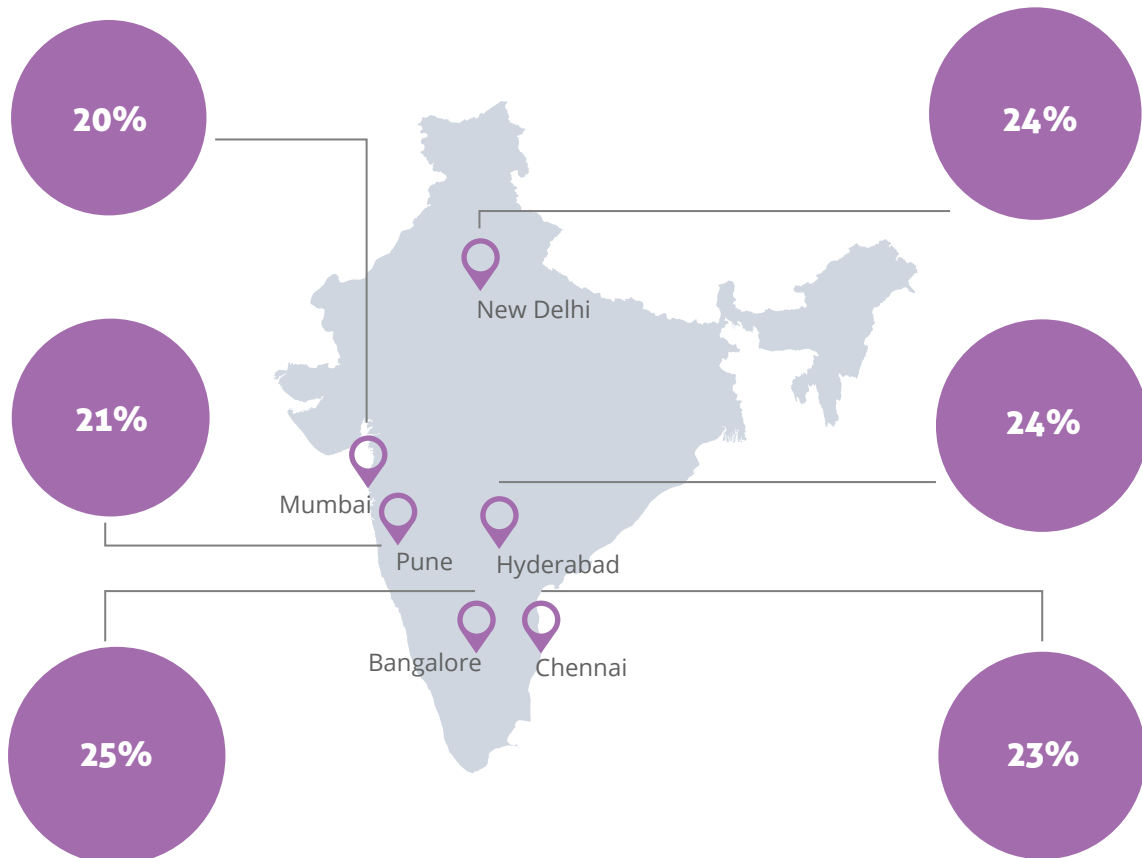 20%
24%
New Delhi
21%
24%
Mumbai
Pune
Hyderabad
Bangalore
Chennai
25%
23%